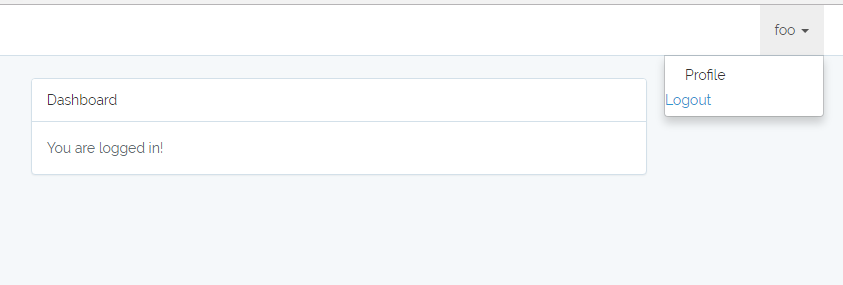 foo
Profile
Logout
Dashboard
You are logged in!